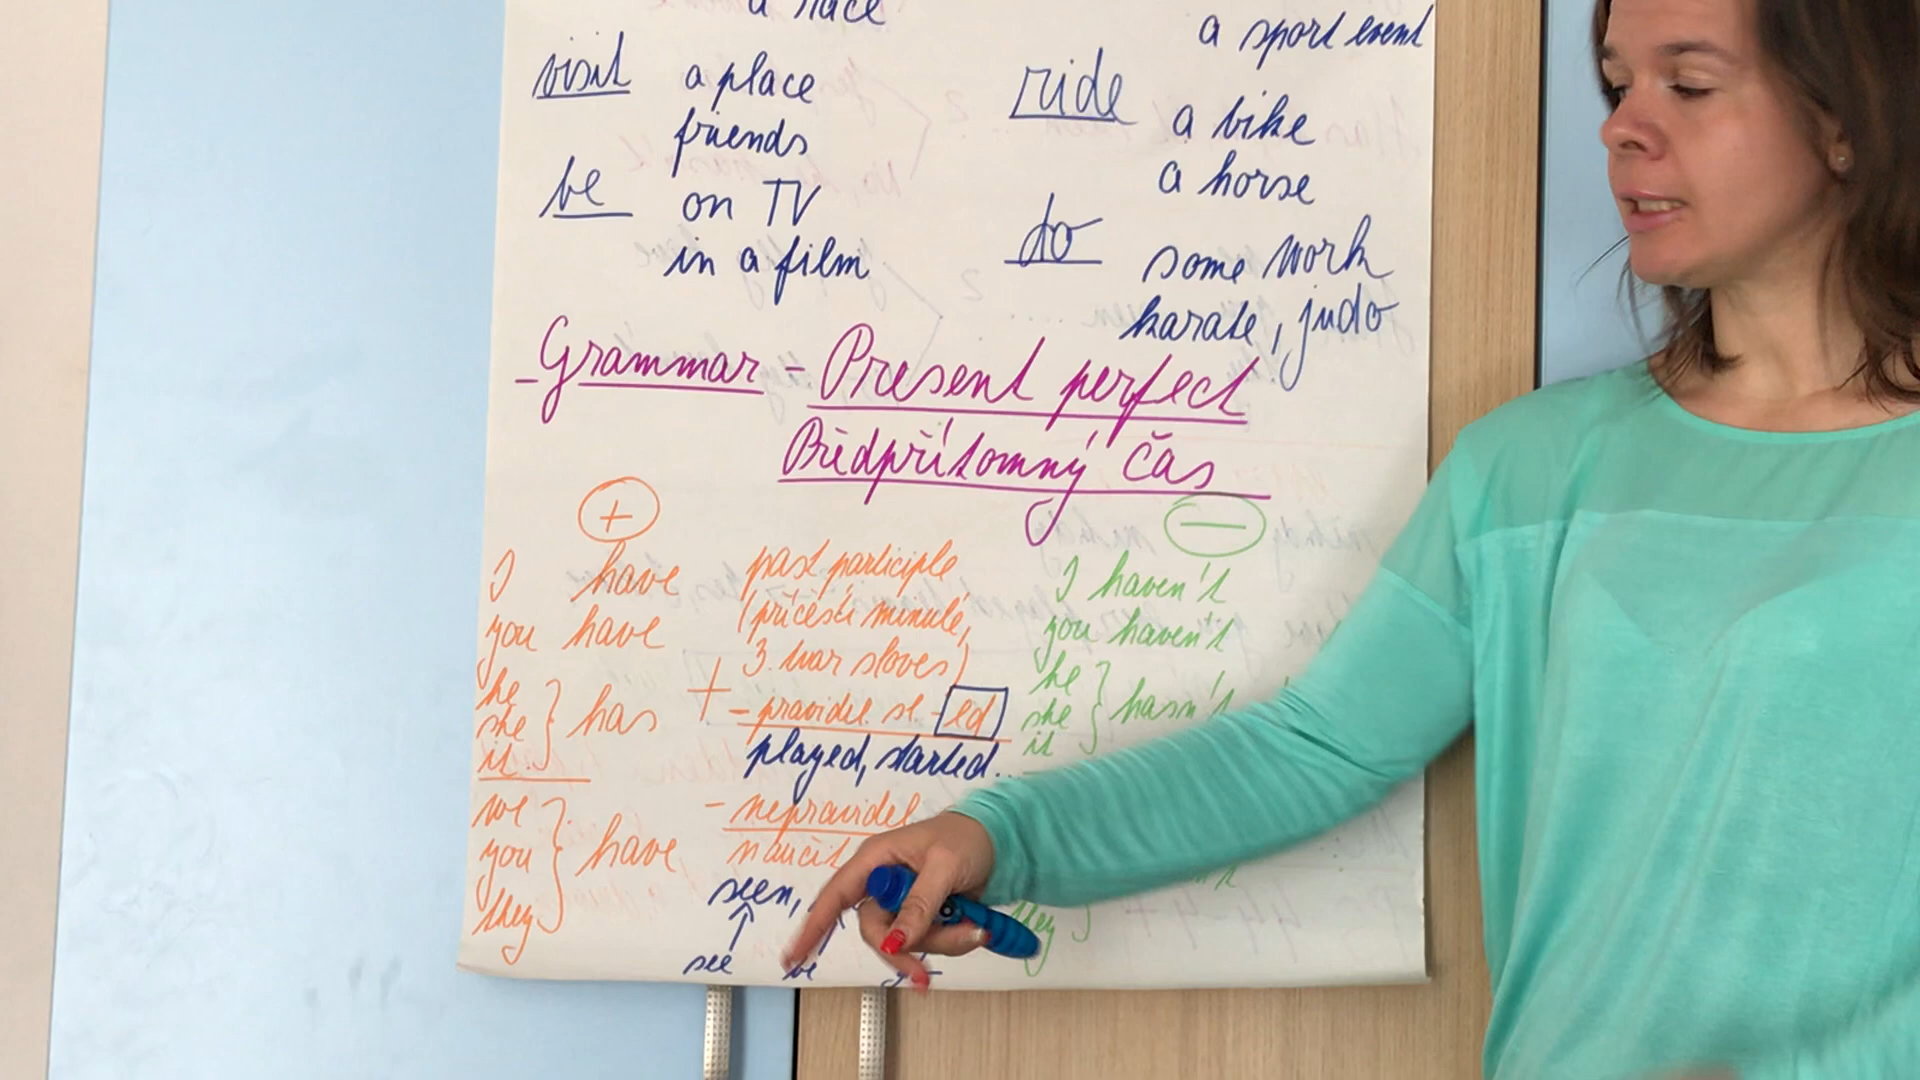 visit a place
friends
be on TV
in a film
a sport event
ride a bike
a horse
do some work
karate, judo
- Grammar - Present perfect
Předpřítomný čas
+
I have
you have
he
she
it
has
we
you
they
have,
+
past participle
(příčestí minulé,
3. tvar sloves)
- pravidel. sl. -ed
played, started...
- nepravidel
naučit
seen,
see be
−
I haven't
you haven't
he
she
it
hasn't
they